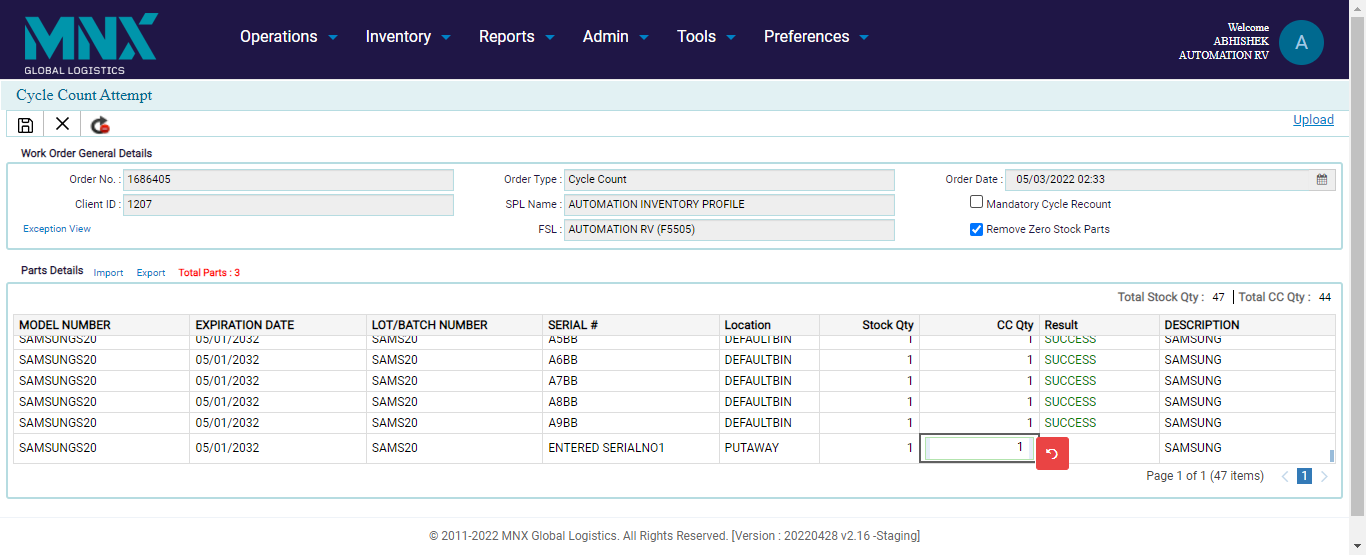 MNX
GLOBAL LOGISTICS
Operations Inventory Reports Admin Tools Preferences
Welcome
ABHISHEK
AUTOMATION RV
A
Cycle Count Attempt
Upload
Work Order General Details
Order No. : 1686405 Order Type : Cycle Count Order Date : 05/03/2022 02:33
Client ID : 1207 SPL Name : AUTOMATION INVENTORY PROFILE Mandatory Cycle Recount
Exception View FSL : AUTOMATION RV (F5505) Remove Zero Stock Parts
Parts Details Import Export Total Parts : 3
Total Stock Qty : 47 Total CC Qty : 44
MODEL NUMBER EXPIRATION DATE LOT/BATCH NUMBER SERIAL # Location Stock Qty CC Qty Result DESCRIPTION
SAMSUNGS20 05/01/2032 SAMS20 A5BB DEFAULTBIN 1 1 SUCCESS SAMSUNG
SAMSUNGS20 05/01/2032 SAMS20 A6BB DEFAULTBIN 1 1 SUCCESS SAMSUNG
SAMSUNGS20 05/01/2032 SAMS20 A7BB DEFAULTBIN 1 1 SUCCESS SAMSUNG
SAMSUNGS20 05/01/2032 SAMS20 A8BB DEFAULTBIN 1 1 SUCCESS SAMSUNG
SAMSUNGS20 05/01/2032 SAMS20 A9BB DEFAULTBIN 1 1 SUCCESS SAMSUNG
SAMSUNGS20 05/01/2032 SAMS20 ENTERED SERIALNO1 PUTAWAY 1 1 SAMSUNG
Page 1 of 1 (47 items) 1
© 2011-2022 MNX Global Logistics. All Rights Reserved. [Version : 20220428 v2.16 -Staging]